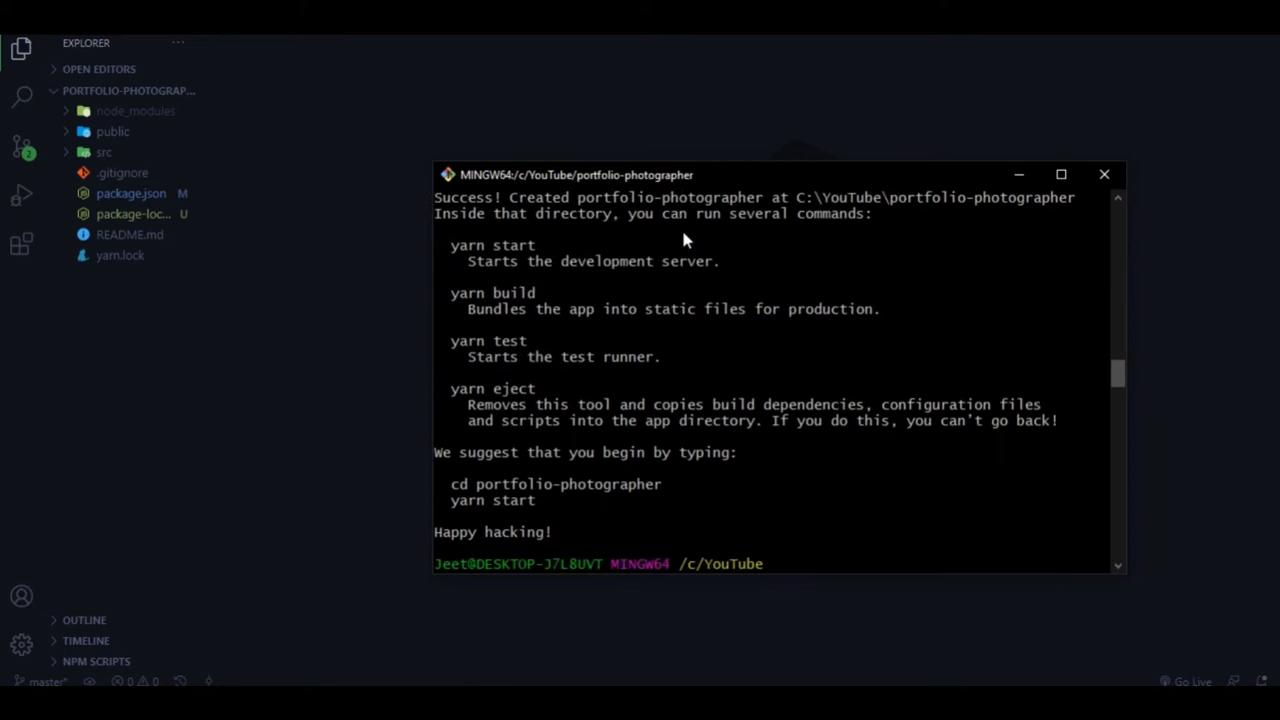 EXPLORER
OPEN EDITORS
PORTFOLIO-PHOTOGRAP...
node_modules
public
src
.gitignore
package.json M
package-loc... U
README.md
yarn.lock
2
OUTLINE
TIMELINE
NPM SCRIPTS
master* 0 0
Go Live
MINGW64:/c/YouTube/portfolio-photographer
Success! Created portfolio-photographer at C:\YouTube\portfolio-photographer
Inside that directory, you can run several commands:
yarn start
Starts the development server.
yarn build
Bundles the app into static files for production.
yarn test
Starts the test runner.
yarn eject
Removes this tool and copies build dependencies, configuration files
and scripts into the app directory. If you do this, you can't go back!
We suggest that you begin by typing:
cd portfolio-photographer
yarn start
Happy hacking!
Jeet@DESKTOP-J7L8UVT MINGW64 /c/YouTube